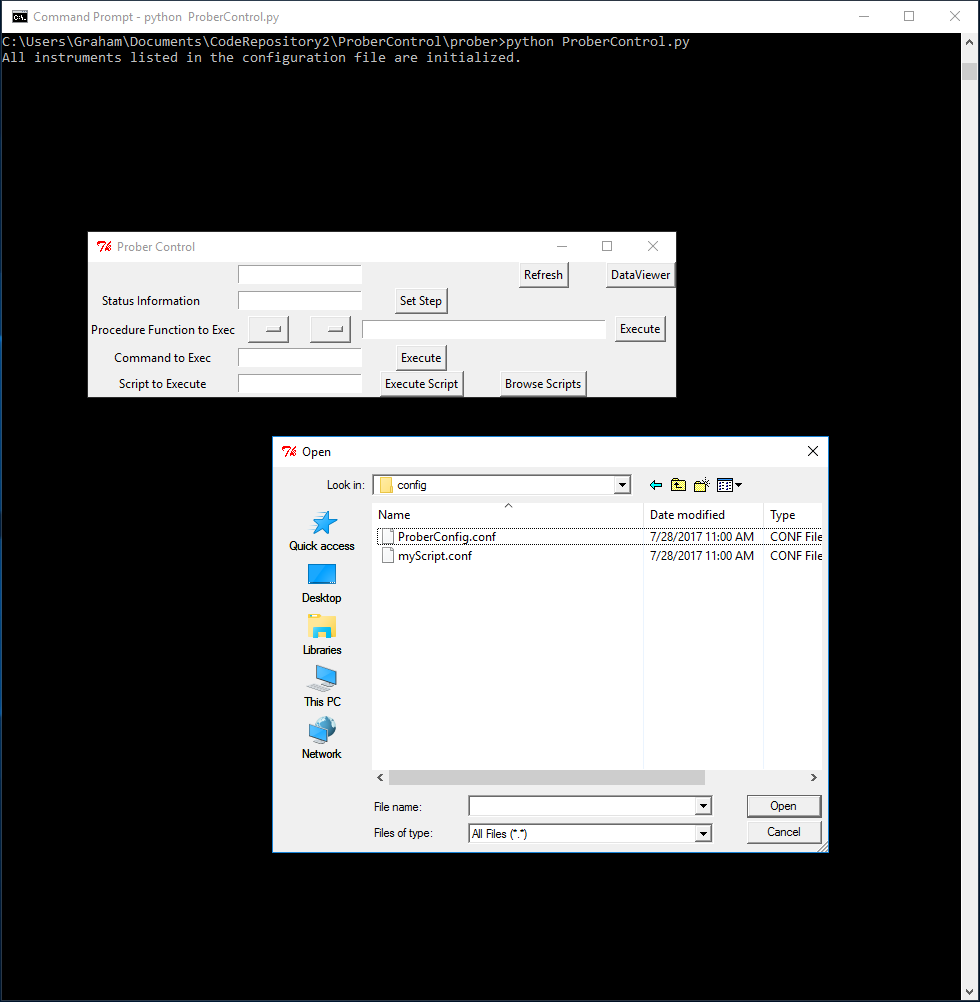 Command Prompt - python  ProberControl.py
C:\Users\Graham\Documents\CodeRepository2\ProberControl\prober>python ProberControl.py
All instruments listed in the configuration file are initialized.
Prober Control
Refresh DataViewer
Status Information Set Step
Procedure Function to Exec Execute
Command to Exec Execute
Script to Execute Execute Script Browse Scripts
Open
Look in: config
Name Date modified Type
ProberConfig.conf 7/28/2017 11:00 AM CONF File
myScript.conf 7/28/2017 11:00 AM CONF File
Quick access
Desktop
Libraries
This PC
Network
File name: Open
Files of type: All Files (*.*) Cancel